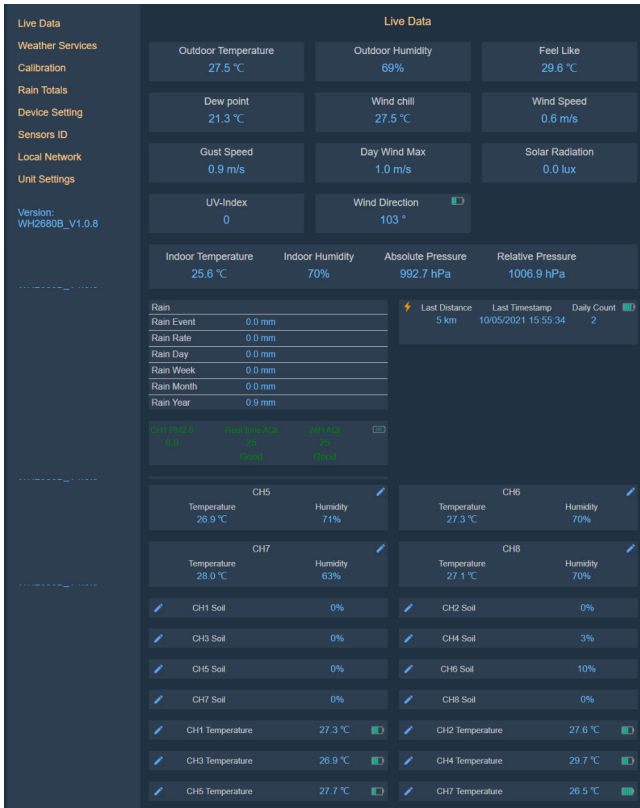 Live Data
Weather Services
Calibration
Rain Totals
Device Setting
Sensors ID
Local Network
Unit Settings
Version:
WH2680B_V1.0.8
Live Data
Outdoor Temperature Outdoor Humidity Feel Like
27.5 ℃ 69% 29.6 ℃
Dew point Wind chill Wind Speed
21.3 ℃ 27.5 ℃ 0.6 m/s
Gust Speed Day Wind Max Solar Radiation
0.9 m/s 1.0 m/s 0.0 lux
UV-Index Wind Direction
0 103 °
Indoor Temperature Indoor Humidity Absolute Pressure Relative Pressure
25.6 ℃ 70% 992.7 hPa 1006.9 hPa
Rain
Rain Event 0.0 mm
Rain Rate 0.0 mm
Rain Day 0.0 mm
Rain Week 0.0 mm
Rain Month 0.0 mm
Rain Year 0.9 mm
Last Distance Last Timestamp Daily Count
5 km 10/05/2021 15:55:34 2
CH1 PM2.5 Real time AQI 24H AQI
0.0 25 25
Good Good
CH5 CH6
Temperature Humidity Temperature Humidity
26.9 ℃ 71% 27.3 ℃ 70%
CH7 CH8
Temperature Humidity Temperature Humidity
28.0 ℃ 63% 27.1 ℃ 70%
CH1 Soil 0% CH2 Soil 0%
CH3 Soil 0% CH4 Soil 3%
CH5 Soil 0% CH6 Soil 10%
CH7 Soil 0% CH8 Soil 0%
CH1 Temperature 27.3 ℃ CH2 Temperature 27.6 ℃
CH3 Temperature 26.9 ℃ CH4 Temperature 29.7 ℃
CH5 Temperature 27.7 ℃ CH7 Temperature 26.5 ℃